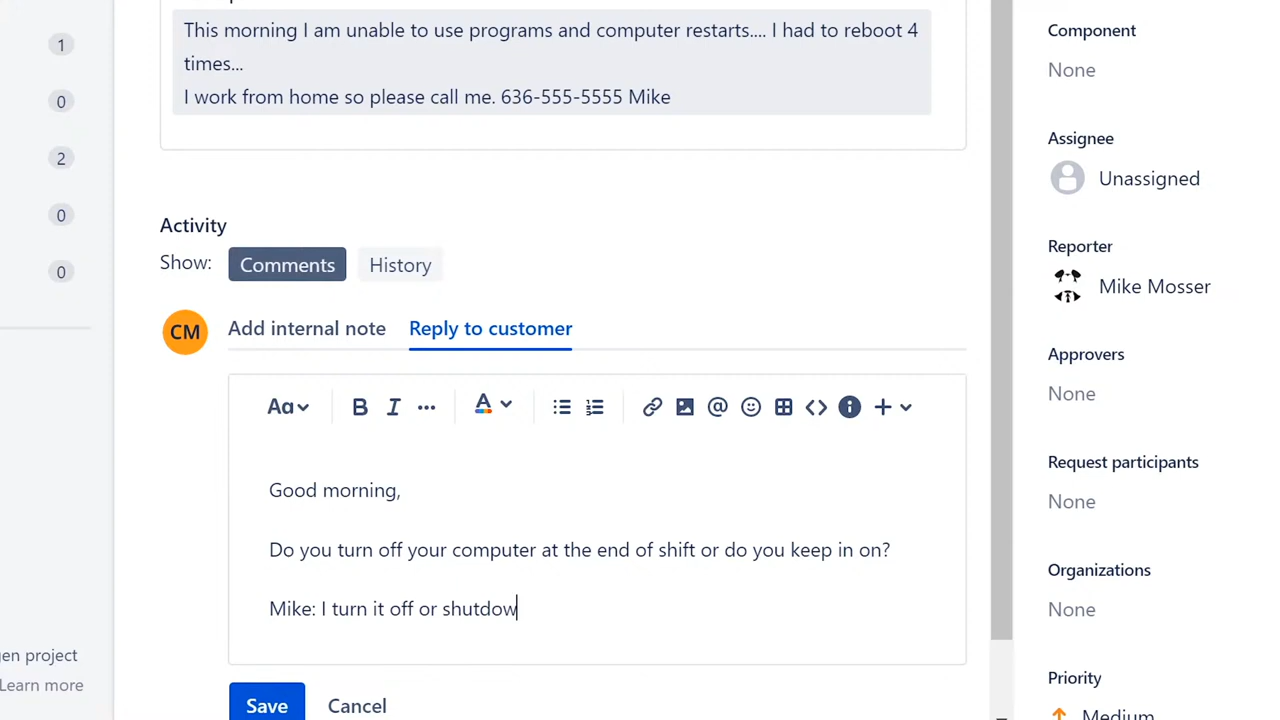 1
0
2
0
0
en project
Learn more
This morning I am unable to use programs and computer restarts.... I had to reboot 4
times...
I work from home so please call me. 636-555-5555 Mike
Activity
Show:
Comments
History
CM
Add internal note
Reply to customer
Aa
B
I
A
Good morning,
Do you turn off your computer at the end of shift or do you keep in on?
Mike: I turn it off or shutdow
Save
Cancel
Component
None
Assignee
Unassigned
Reporter
Mike Mosser
Approvers
None
Request participants
None
Organizations
None
Priority
Medium